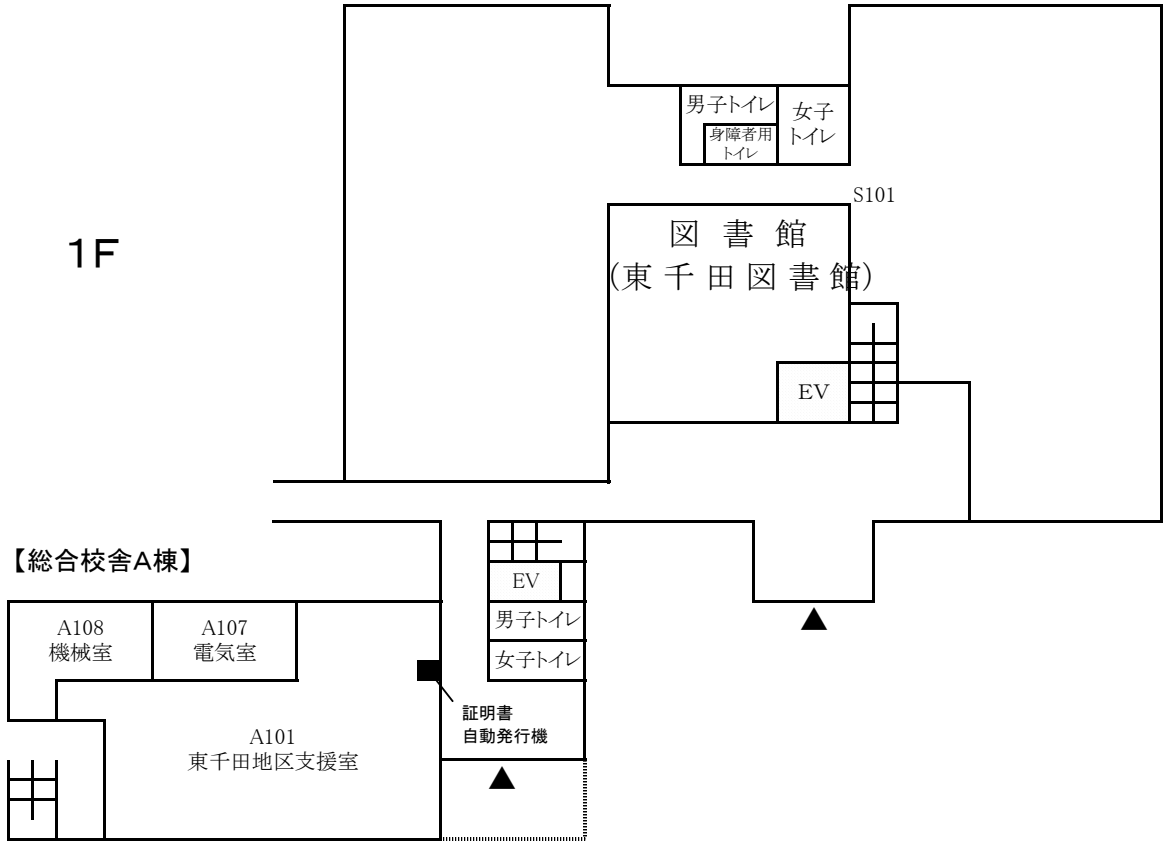 男子トイレ
身障者用
トイレ
女子
トイレ
S101
1F
図書館
(東千田図書館)
EV
【総合校舎A棟】
EV
男子トイレ
女子トイレ
A108
機械室
A107
電気室
証明書
自動発行機
A101
東千田地区支援室